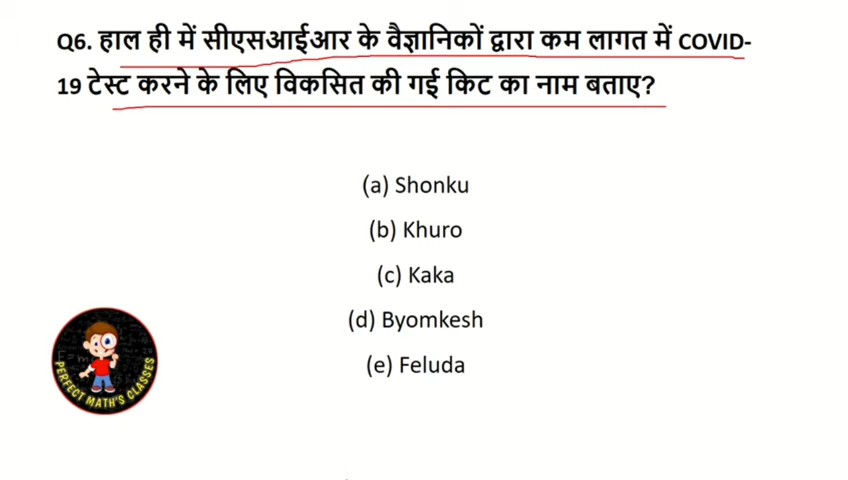 Q6. हाल ही में सीएसआईआर के वैज्ञानिकों द्वारा कम लागत में COVID-
19 टेस्ट करने के लिए विकसित की गई किट का नाम बताए?
(a) Shonku
(b) Khuro
(c) Kaka
(d) Byomkesh
(e) Feluda
PERFECT MATH'S CLASSES